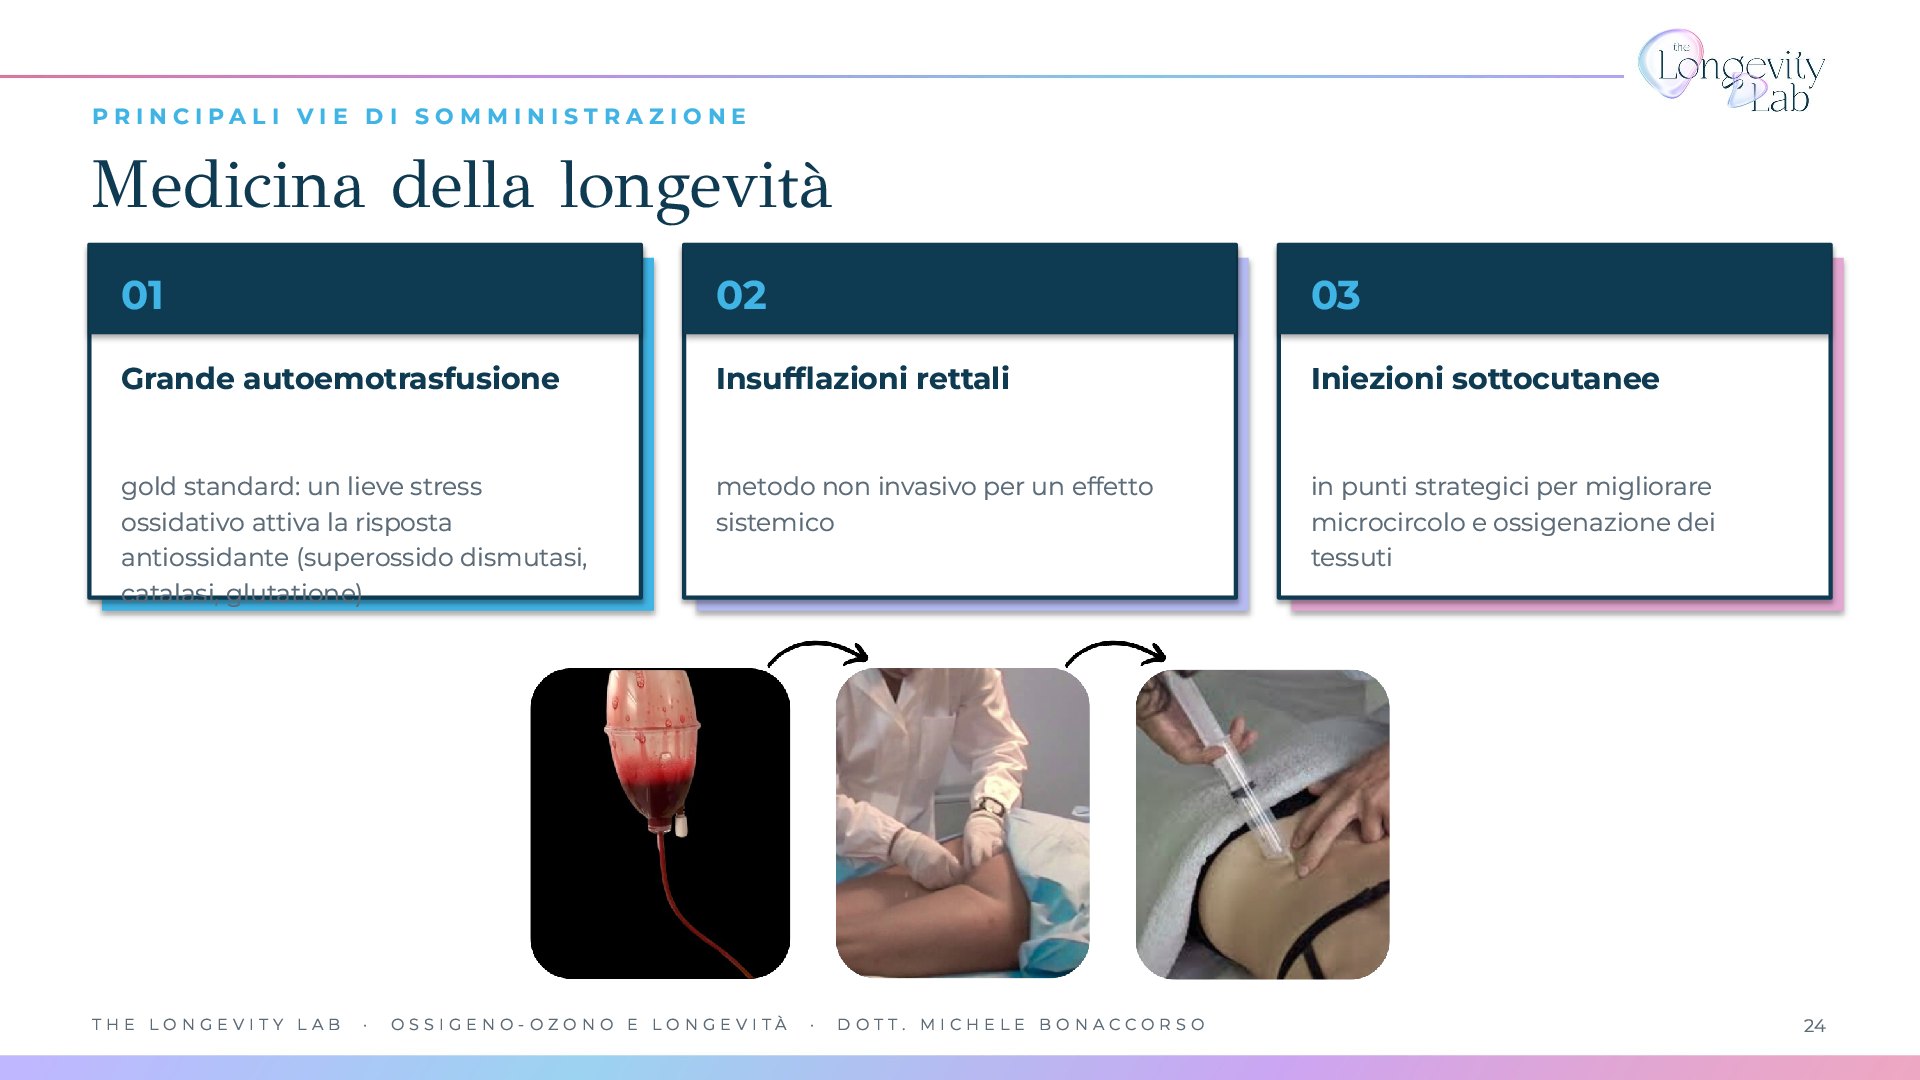 the
Longevity
Lab
PRINCIPALI VIE DI SOMMINISTRAZIONE
Medicina della longevità
01
Grande autoemotrasfusione
gold standard: un lieve stress
ossidativo attiva la risposta
antiossidante (superossido dismutasi,
catalasi, glutatione)
02
Insufflazioni rettali
metodo non invasivo per un effetto
sistemico
03
Iniezioni sottocutanee
in punti strategici per migliorare
microcircolo e ossigenazione dei
tessuti
THE LONGEVITY LAB · OSSIGENO-OZONO E LONGEVITÀ · DOTT. MICHELE BONACCORSO
24